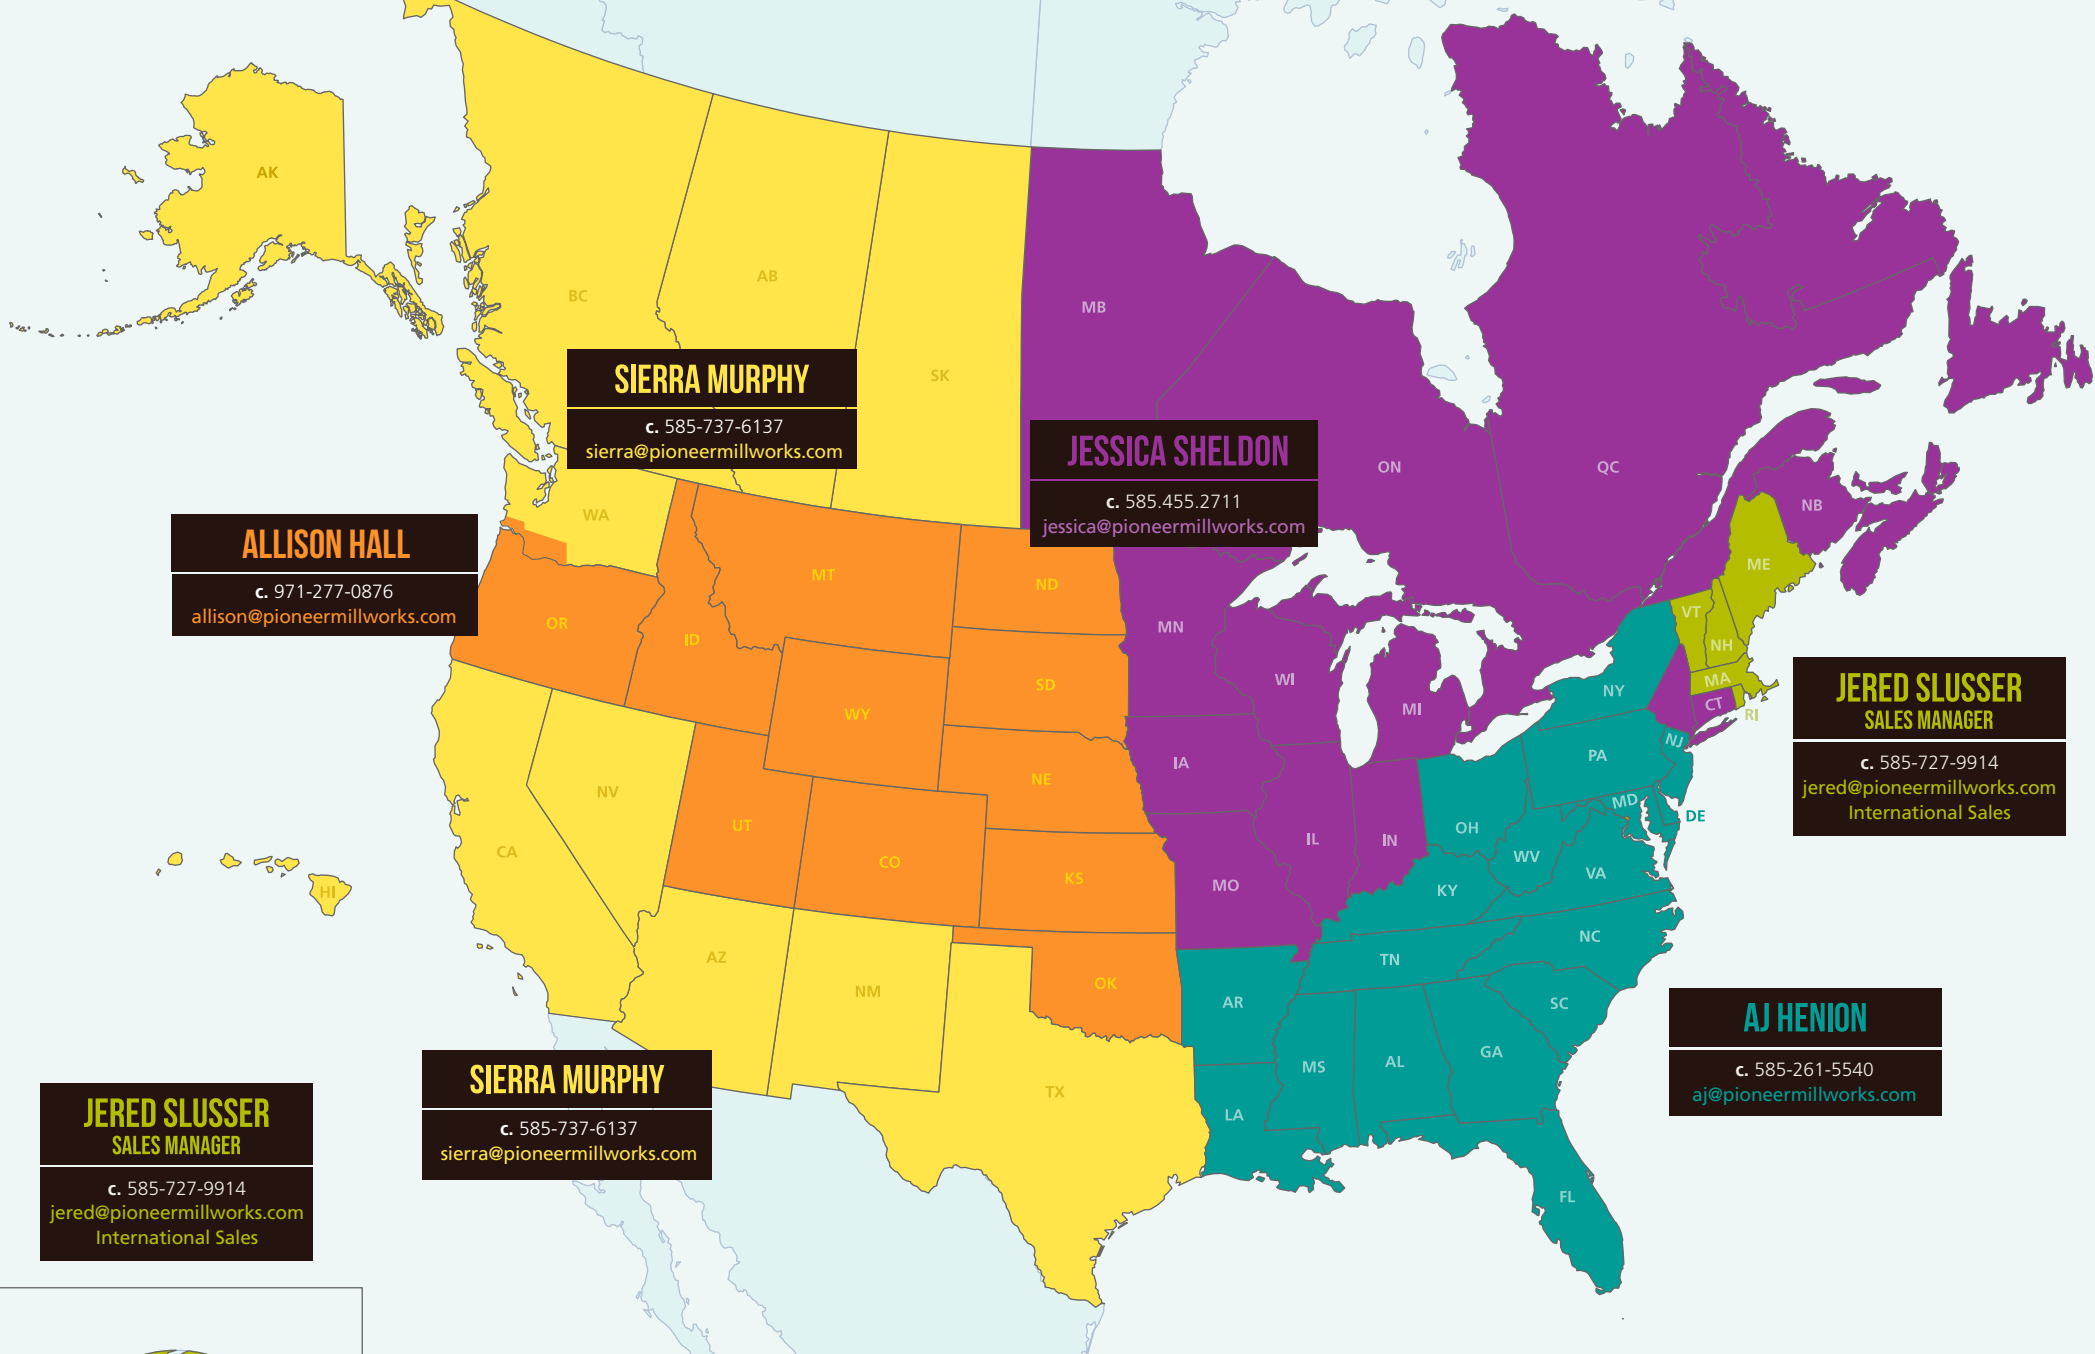 AK
BC
AB
SK
MB
ON
QC
NB
SIERRA MURPHY
c. 585-737-6137
sierra@pioneermillworks.com
JESSICA SHELDON
c. 585.455.2711
jessica@pioneermillworks.com
ALLISON HALL
c. 971-277-0876
allison@pioneermillworks.com
WA
OR
ID
MT
ND
SD
WY
NE
MN
WI
MI
IA
IL
IN
MO
ME
VT
NH
MA
CT
RI
NY
PA
NJ
MD
DE
OH
WV
VA
KY
JERED SLUSSER
SALES MANAGER
c. 585-727-9914
jered@pioneermillworks.com
International Sales
NV
CA
UT
CO
KS
HI
AZ
NM
OK
TX
AR
TN
NC
SC
MS
AL
GA
LA
FL
AJ HENION
c. 585-261-5540
aj@pioneermillworks.com
SIERRA MURPHY
c. 585-737-6137
sierra@pioneermillworks.com
JERED SLUSSER
SALES MANAGER
c. 585-727-9914
jered@pioneermillworks.com
International Sales